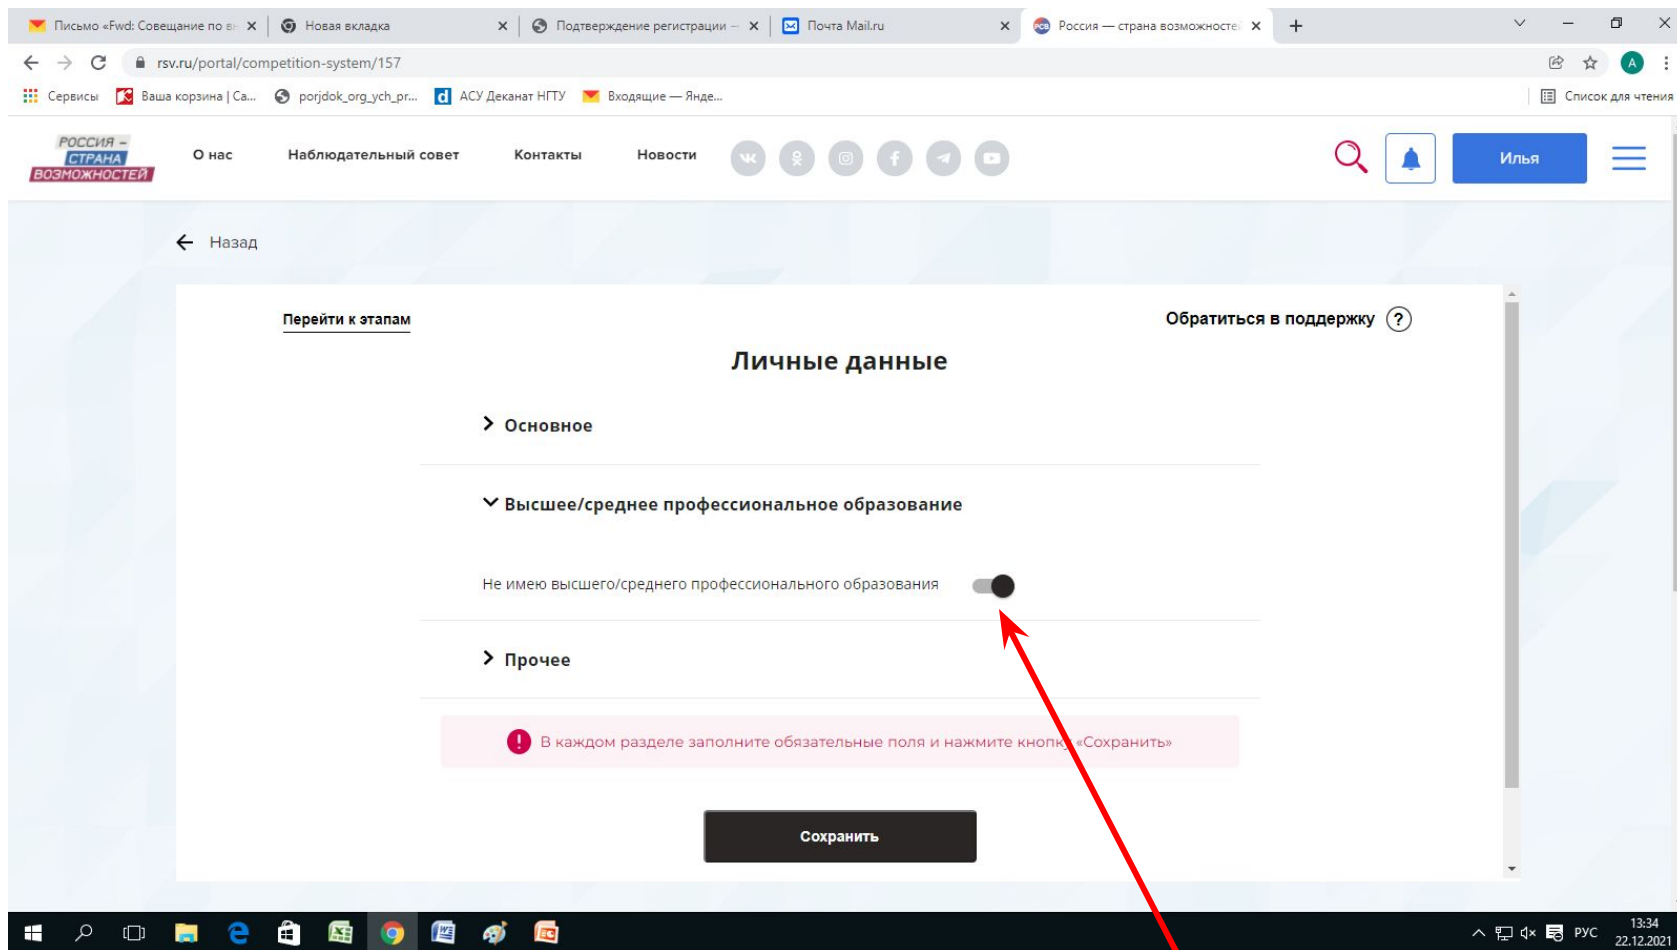 Письмо «Fwd: Совещание по вн
Новая вкладка
Подтверждение регистрации —
Почта Mail.ru
Россия — страна возможностей
rsv.ru/portal/competition-system/157
A
Сервисы
Ваша корзина | Са...
porjdok_org_ych_pr...
АСУ Деканат НГТУ
Входящие — Янде...
Список для чтения
РОССИЯ –
СТРАНА
ВОЗМОЖНОСТЕЙ
О нас
Наблюдательный совет
Контакты
Новости
Илья
Назад
Перейти к этапам
Обратиться в поддержку ?
Личные данные
Основное
Высшее/среднее профессиональное образование
Не имею высшего/среднего профессионального образования
Прочее
! В каждом разделе заполните обязательные поля и нажмите кнопку «Сохранить»
Сохранить
РУС
13:34
22.12.2021